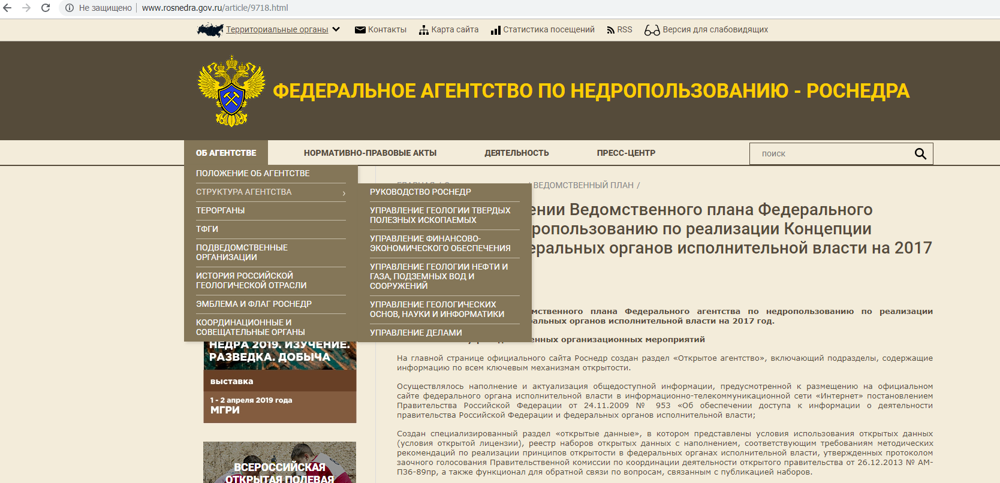 Не защищено www.rosnedra.gov.ru/article/9718.html
Территориальные органы Контакты Карта сайта Статистика посещений RSS Версия для слабовидящих
ФЕДЕРАЛЬНОЕ АГЕНТСТВО ПО НЕДРОПОЛЬЗОВАНИЮ - РОСНЕДРА
ОБ АГЕНТСТВЕ НОРМАТИВНО-ПРАВОВЫЕ АКТЫ ДЕЯТЕЛЬНОСТЬ ПРЕСС-ЦЕНТР поиск
ПОЛОЖЕНИЕ ОБ АГЕНТСТВЕ
СТРУКТУРА АГЕНТСТВА ›
ТЕРОРГАНЫ
ТФГИ
ПОДВЕДОМСТВЕННЫЕ
ОРГАНИЗАЦИИ
ИСТОРИЯ РОССИЙСКОЙ
ГЕОЛОГИЧЕСКОЙ ОТРАСЛИ
ЭМБЛЕМА И ФЛАГ РОСНЕДР
КООРДИНАЦИОННЫЕ И
СОВЕЩАТЕЛЬНЫЕ ОРГАНЫ
РУКОВОДСТВО РОСНЕДР
УПРАВЛЕНИЕ ГЕОЛОГИИ ТВЕРДЫХ
ПОЛЕЗНЫХ ИСКОПАЕМЫХ
УПРАВЛЕНИЕ ФИНАНСОВО-
ЭКОНОМИЧЕСКОГО ОБЕСПЕЧЕНИЯ
УПРАВЛЕНИЕ ГЕОЛОГИИ НЕФТИ И
ГАЗА, ПОДЗЕМНЫХ ВОД И
СООРУЖЕНИЙ
УПРАВЛЕНИЕ ГЕОЛОГИЧЕСКИХ
ОСНОВ, НАУКИ И ИНФОРМАТИКИ
УПРАВЛЕНИЕ ДЕЛАМИ
НЕДРА 2019. ИЗУЧЕНИЕ.
РАЗВЕДКА. ДОБЫЧА
выставка
1 - 2 апреля 2019 года
МГРИ
ВСЕРОССИЙСКАЯ
ОТКРЫТАЯ ПОЛЕВАЯ
/ ВЕДОМСТВЕННЫЙ ПЛАН /
ении Ведомственного плана Федерального
ропользованию по реализации Концепции
еральных органов исполнительной власти на 2017
мственного плана Федерального агентства по недропользованию по реализации
ральных органов исполнительной власти на 2017 год.
енных организационных мероприятий
На главной странице официального сайта Роснедр создан раздел «Открытое агентство», включающий подразделы, содержащие
информацию по всем ключевым механизмам открытости.
Осуществлялось наполнение и актуализация общедоступной информации, предусмотренной к размещению на официальном
сайте федерального органа исполнительной власти в информационно-телекоммуникационной сети «Интернет» постановлением
Правительства Российской Федерации от 24.11.2009 № 953 «Об обеспечении доступа к информации о деятельности
правительства Российской Федерации и федеральных органов исполнительной власти;
Создан специализированный раздел «открытые данные», в котором представлены условия использования открытых данных
(условия открытой лицензии), реестр наборов открытых данных с наполнением, соответствующим требованиям методических
рекомендаций по реализации принципов открытости в федеральных органах исполнительной власти, утвержденных протоколом
заочного голосования Правительственной комиссии по координации деятельности открытого правительства от 26.12.2013 № АМ-
П36-89пр, а также функционал для обратной связи по вопросам, связанным с публикацией наборов.